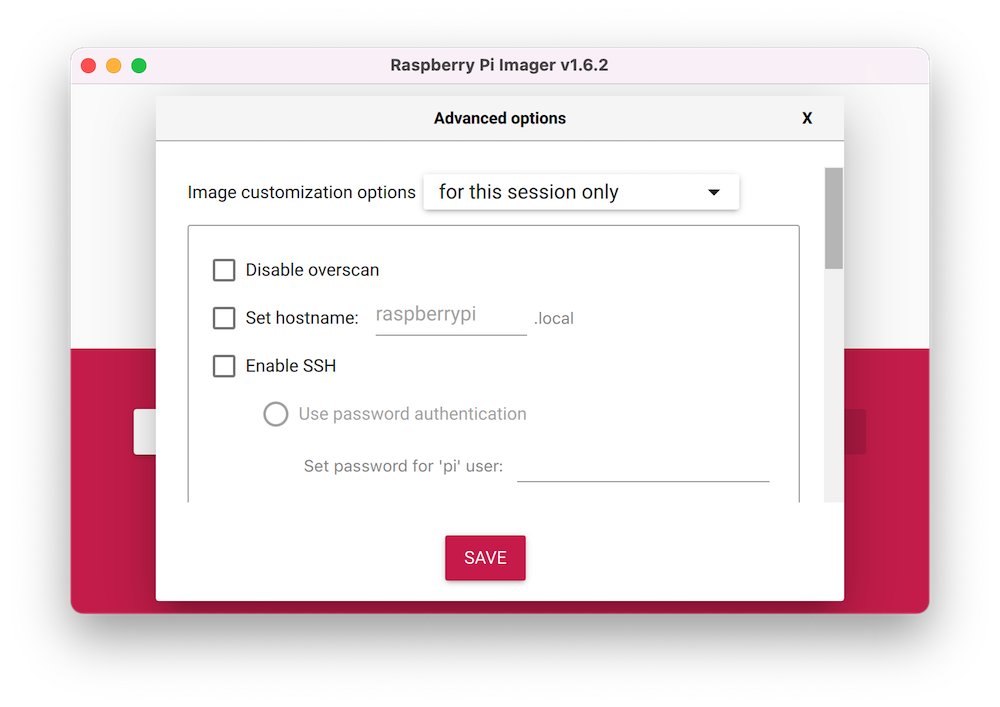 Raspberry Pi Imager v1.6.2
Advanced options X
Image customization options for this session only
Disable overscan
Set hostname: raspberrypi .local
Enable SSH
Use password authentication
Set password for 'pi' user:
SAVE